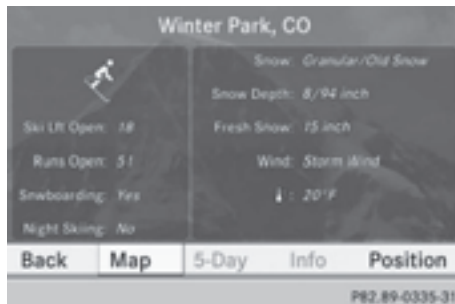 Winter Park, CO
Snow: Granular/Old Snow
Snow Depth: 8/94 inch
Ski Lft Open: 18
Fresh Snow: 15 inch
Runs Open: 51
Wind: Storm Wind
Snwboarding: Yes
: 20°F
Night Skiing: No
Back Map 5-Day Info Position
P82.89-0335-31